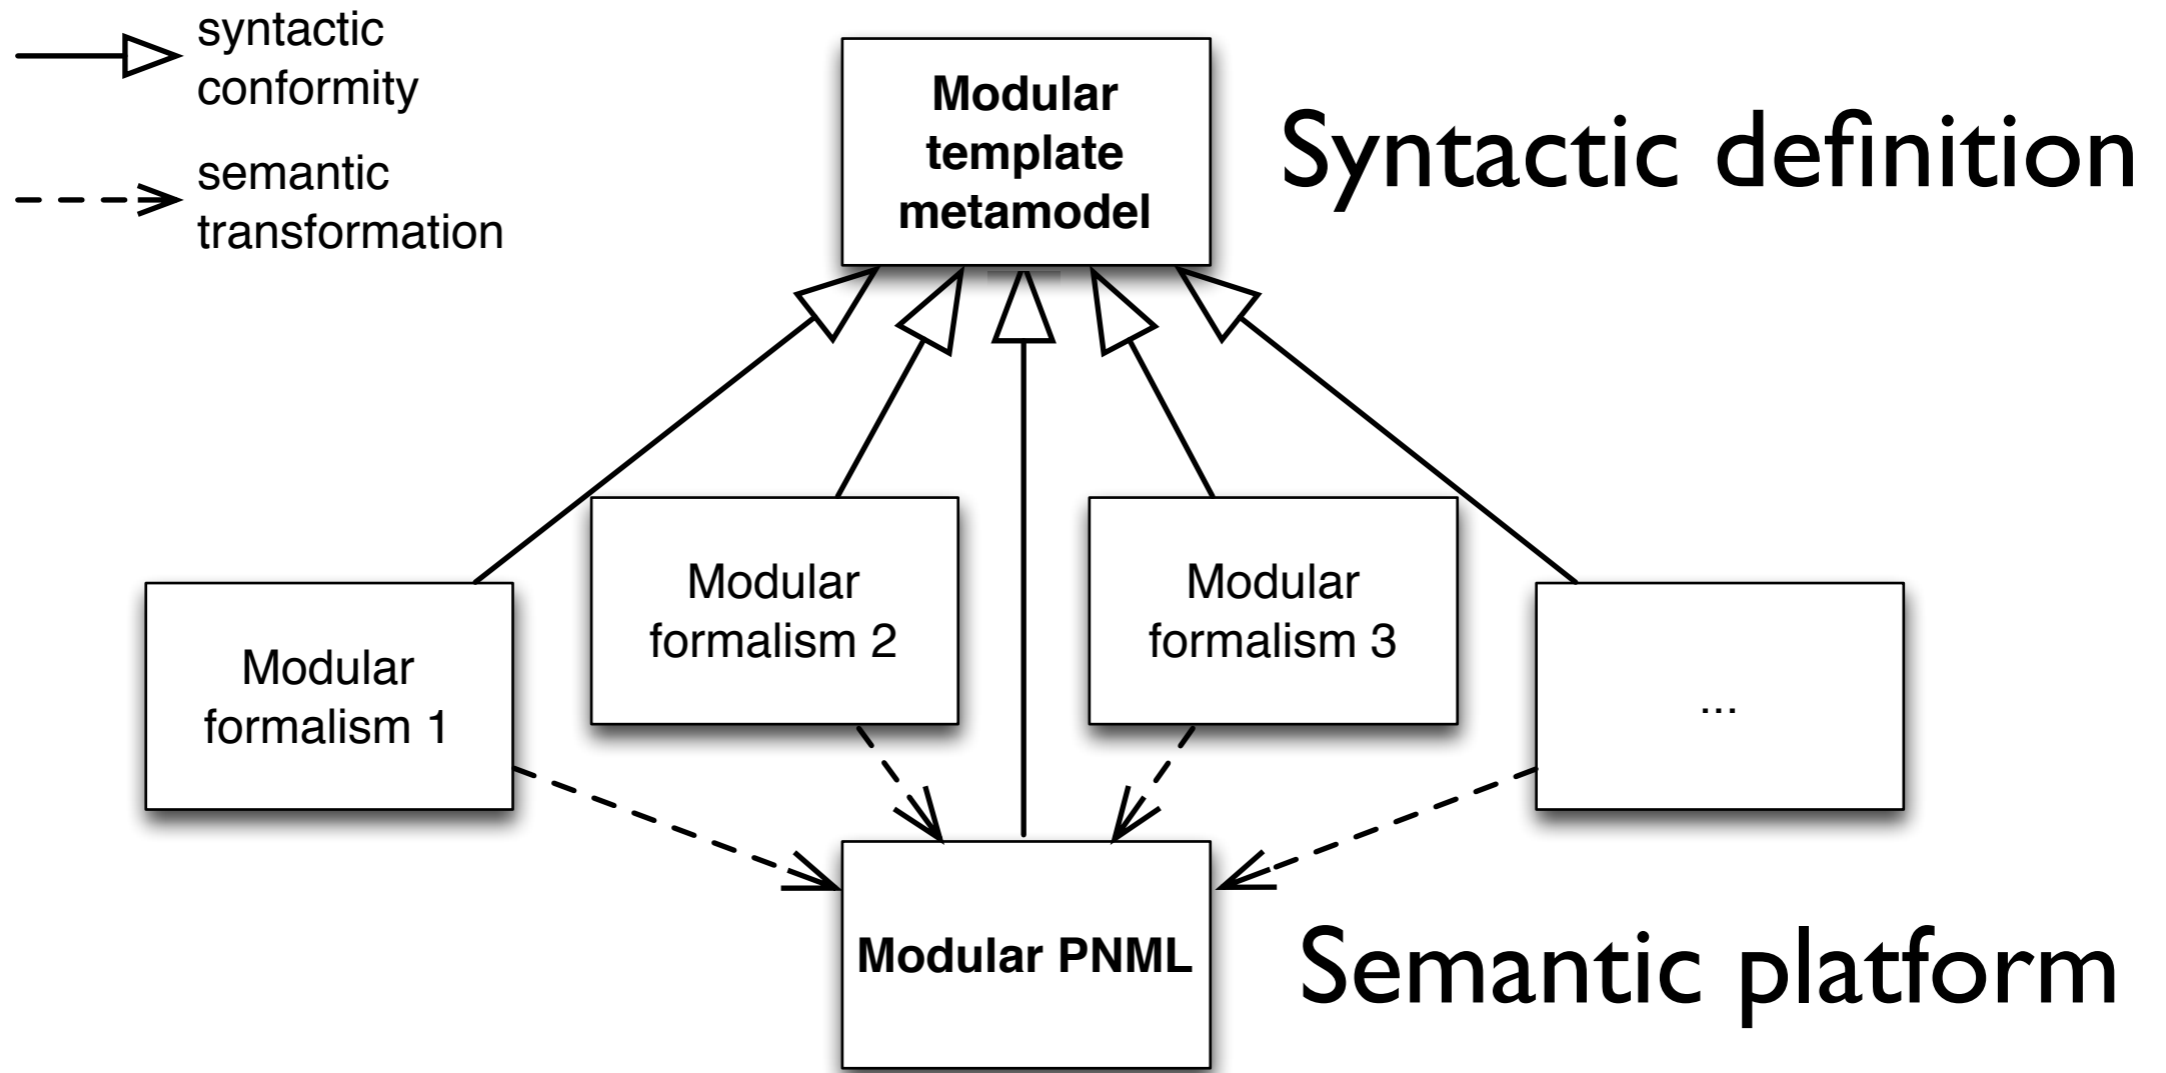 syntactic
conformity
semantic
transformation
Modular
template
metamodel
Syntactic definition
Modular
formalism 1
Modular
formalism 2
Modular
formalism 3
...
Modular PNML
Semantic platform